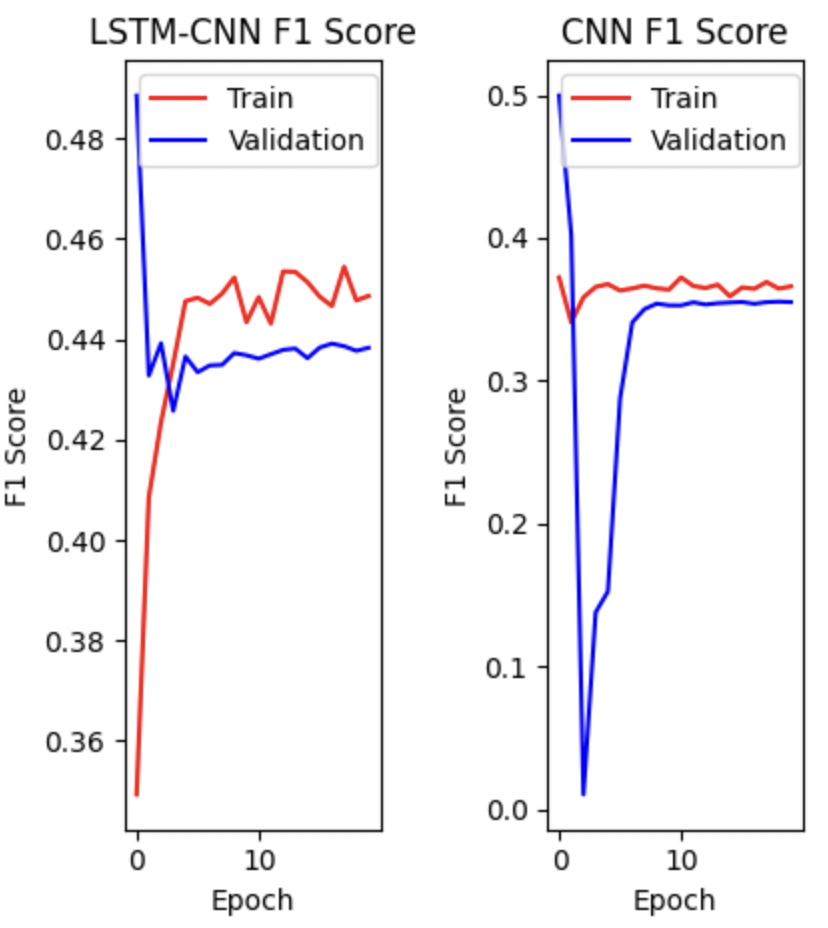 LSTM-CNN F1 Score
Train
Validation
0.48
0.46
0.44
0.42
0.40
0.38
0.36
F1 Score
0
10
Epoch
CNN F1 Score
Train
Validation
0.5
0.4
0.3
0.2
0.1
0.0
F1 Score
0
10
Epoch